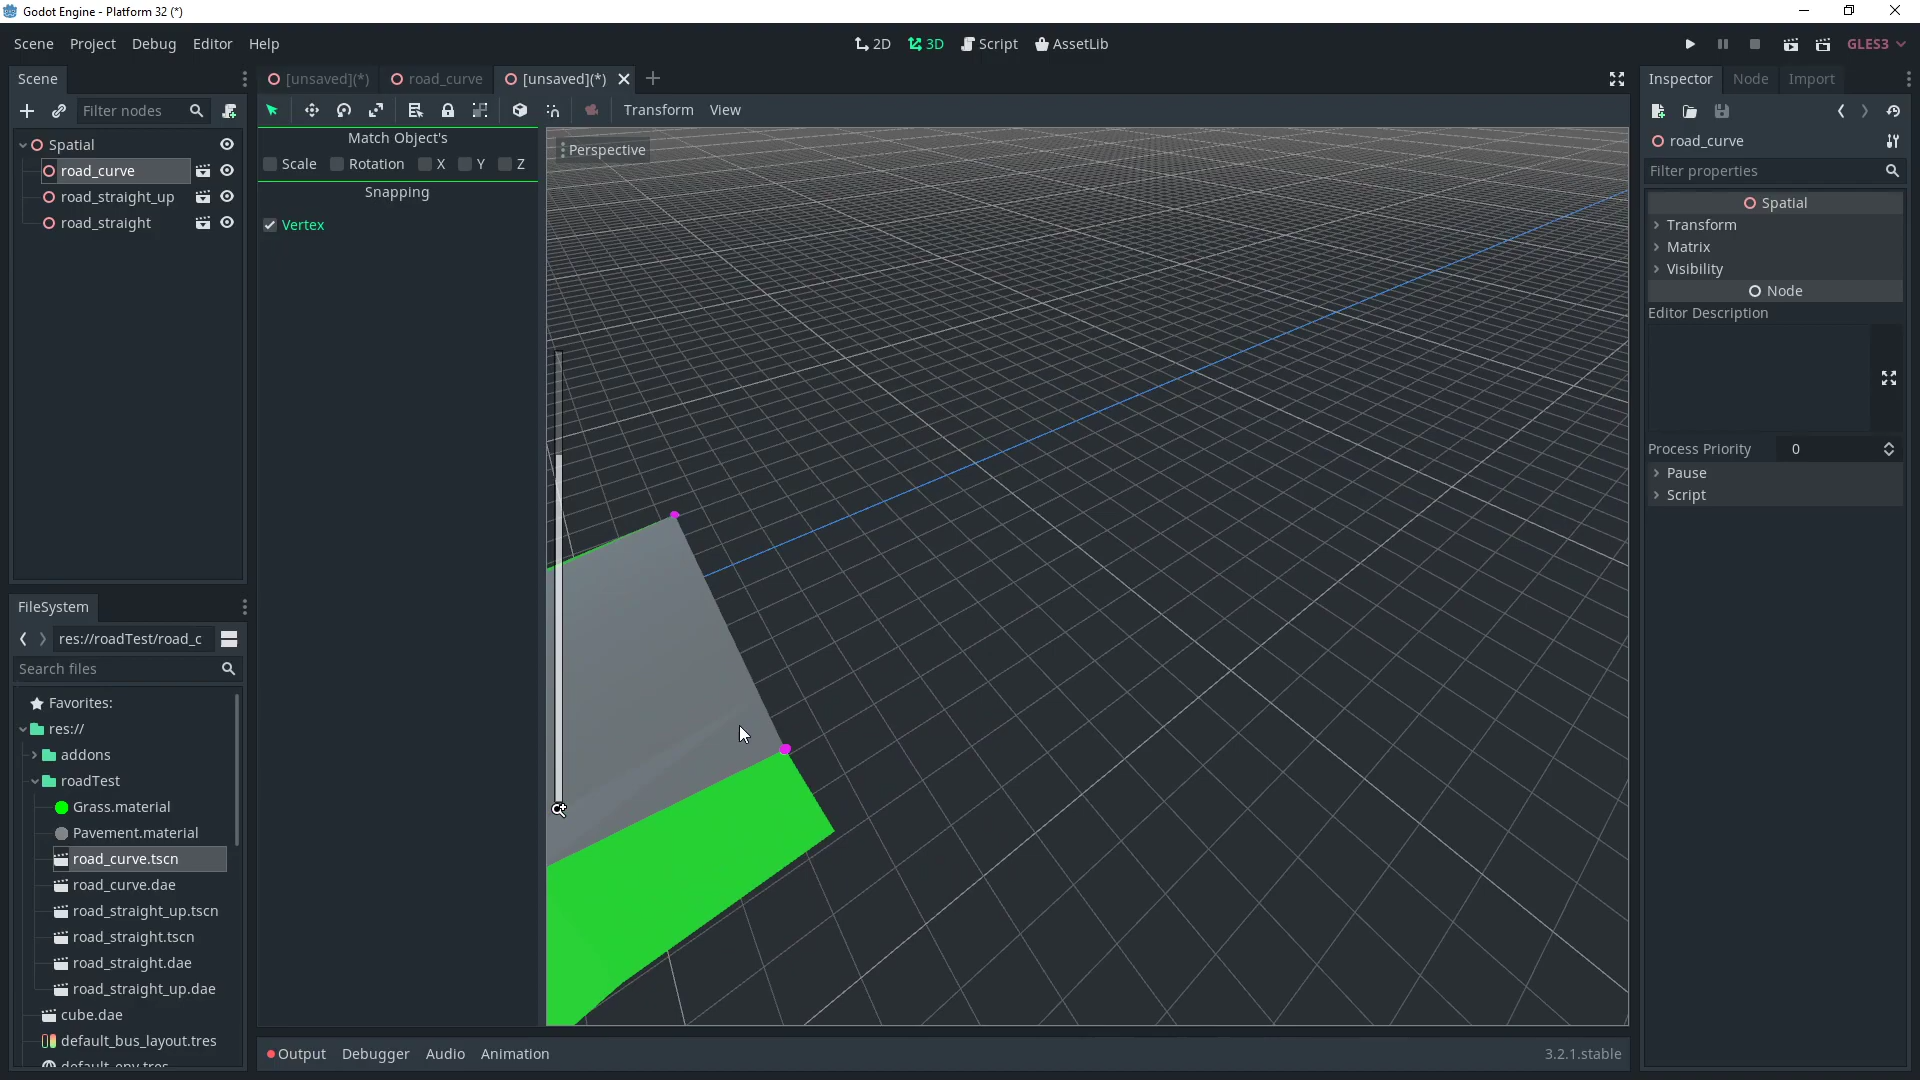 Godot Engine - Platform 32 (*)
Scene Project Debug Editor Help
2D 3D Script AssetLib
GLES3
Scene
[unsaved](*) road_curve [unsaved](*)
Inspector Node Import
Filter nodes
Transform View
Spatial
road_curve
road_straight_up
road_straight
Match Object's
Scale Rotation X Y Z
Snapping
Vertex
Perspective
road_curve
Filter properties
Spatial
Transform
Matrix
Visibility
Node
Editor Description
Process Priority 0
Pause
Script
FileSystem
res://roadTest/road_c
Search files
Favorites:
res://
addons
roadTest
Grass.material
Pavement.material
road_curve.tscn
road_curve.dae
road_straight_up.tscn
road_straight.tscn
road_straight.dae
road_straight_up.dae
cube.dae
default_bus_layout.tres
default_env.tres
Output Debugger Audio Animation
3.2.1.stable